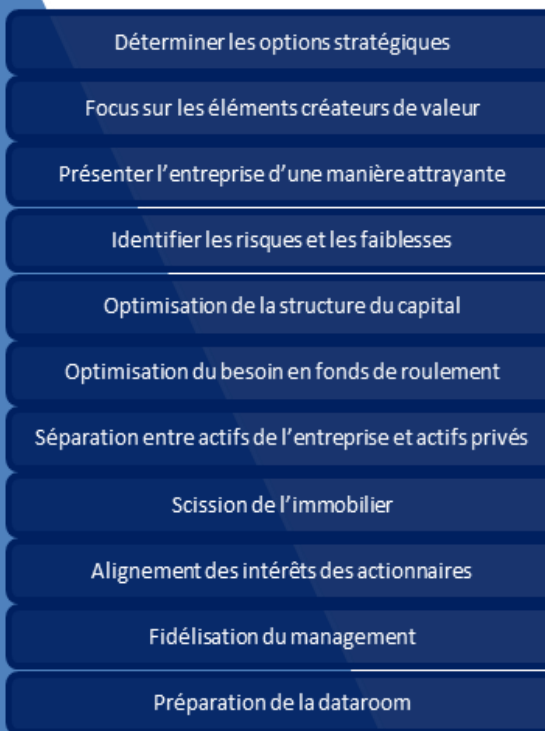 Déterminer les options stratégiques
Focus sur les éléments créateurs de valeur
Présenter l’entreprise d’une manière attrayante
Identifier les risques et les faiblesses
Optimisation de la structure du capital
Optimisation du besoin en fonds de roulement
Séparation entre actifs de l’entreprise et actifs privés
Scission de l’immobilier
Alignement des intérêts des actionnaires
Fidélisation du management
Préparation de la dataroom